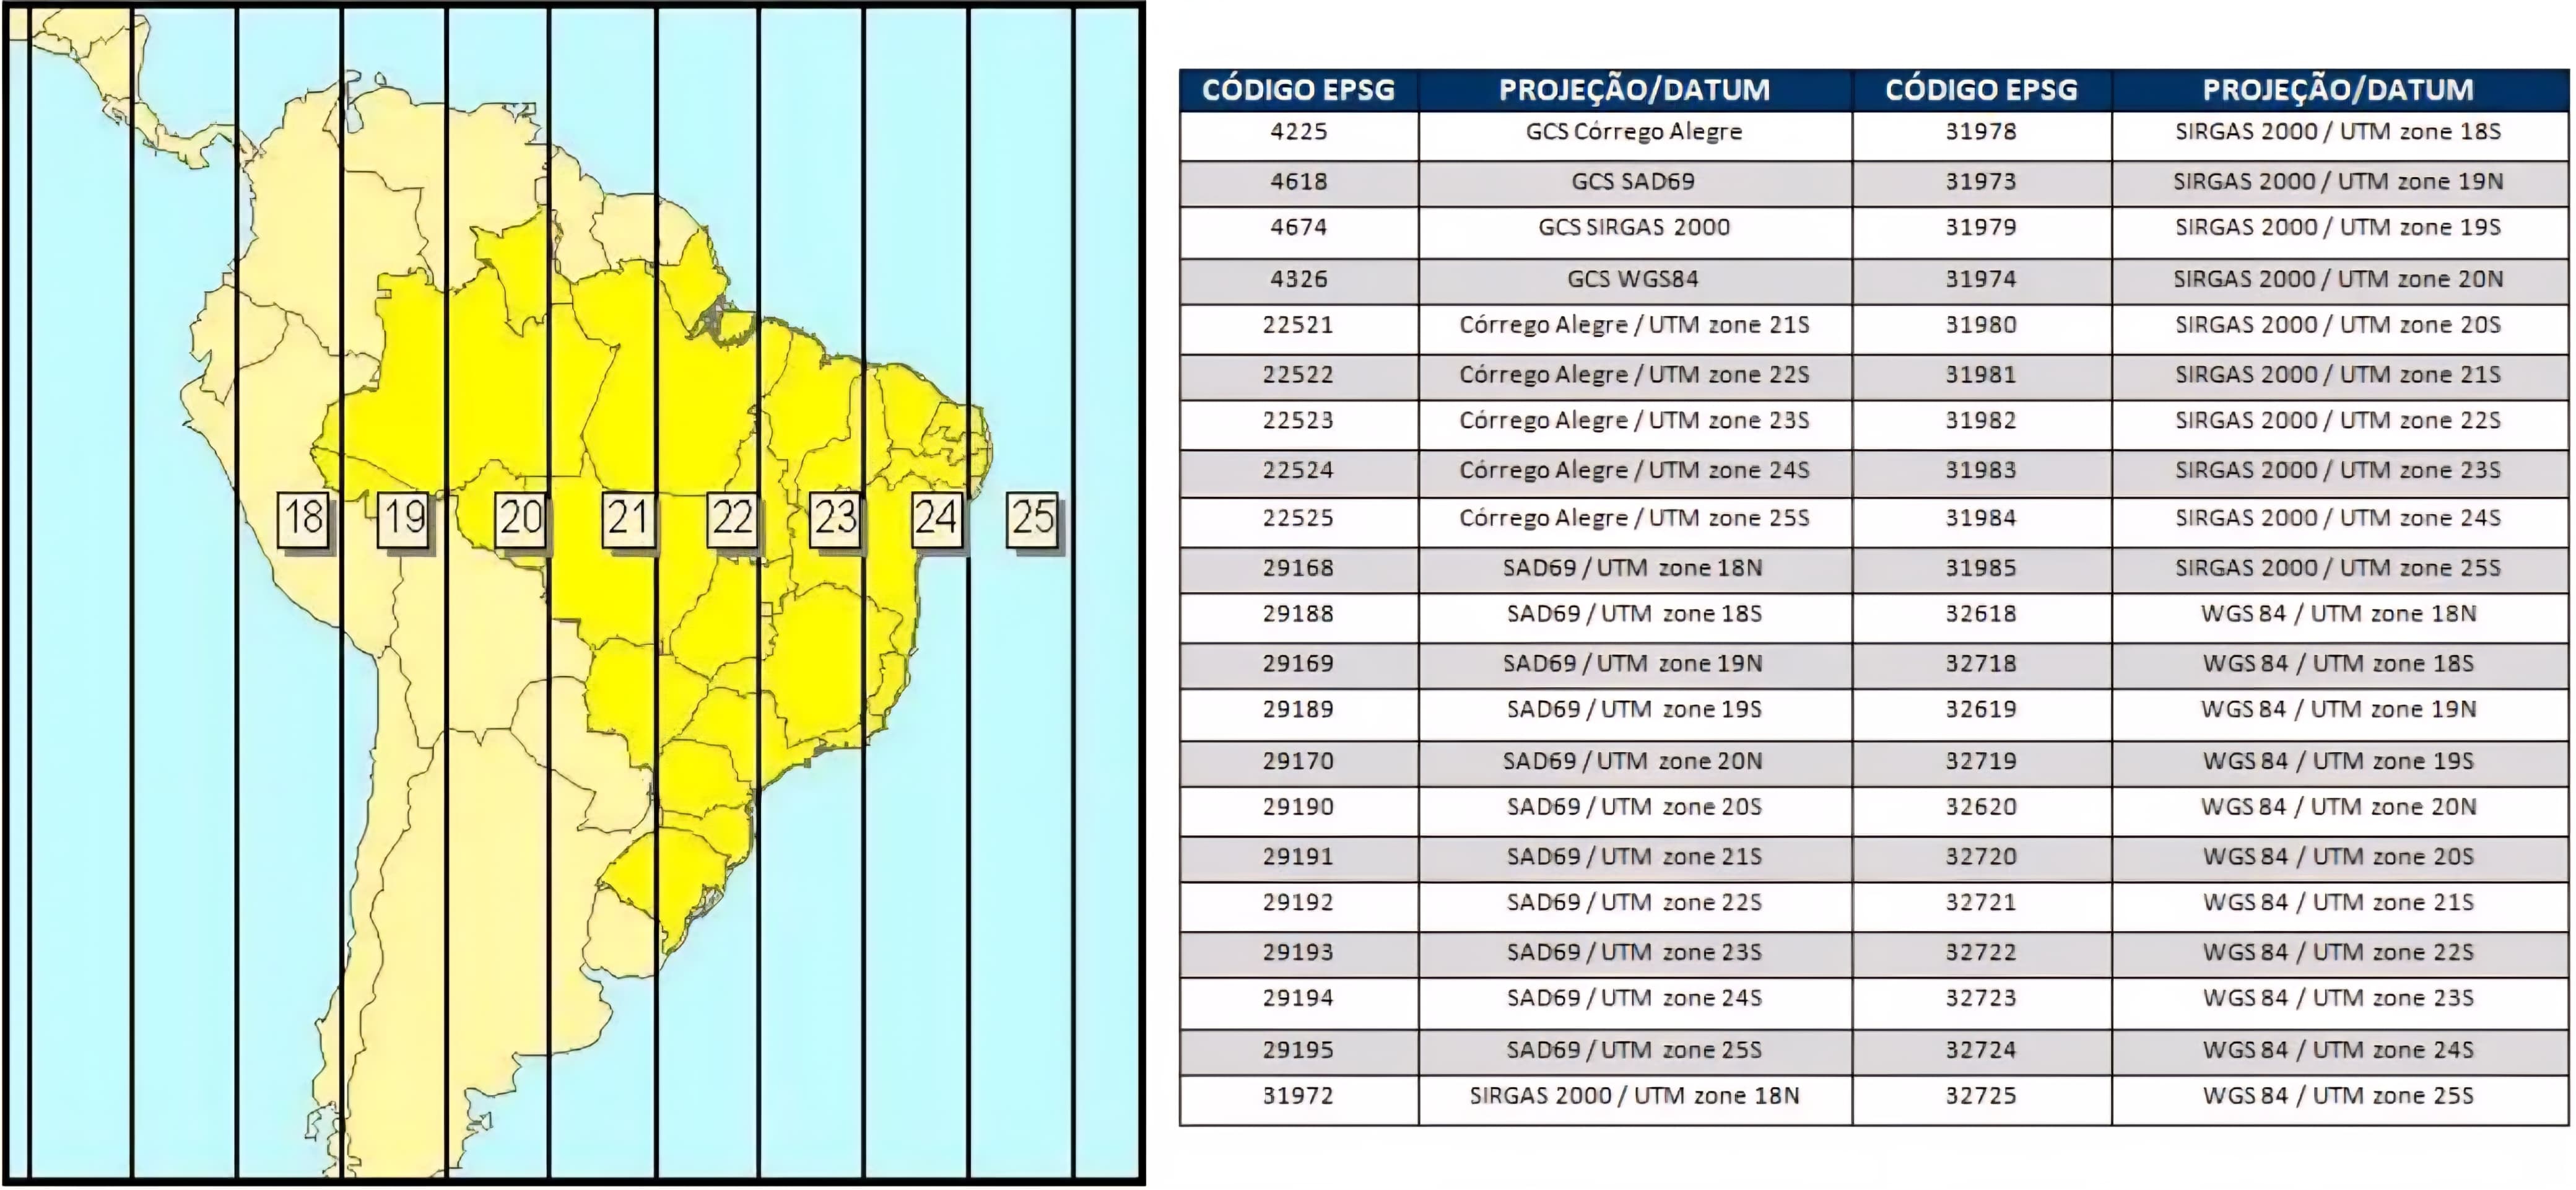 18 19 20 21 22 23 24 25
CÓDIGO EPSG PROJEÇÃO/DATUM CÓDIGO EPSG PROJEÇÃO/DATUM
4225 GCS Córrego Alegre 31978 SIRGAS 2000 / UTM zone 18S
4618 GCS SAD69 31973 SIRGAS 2000 / UTM zone 19N
4674 GCS SIRGAS 2000 31979 SIRGAS 2000 / UTM zone 19S
4326 GCS WGS84 31974 SIRGAS 2000 / UTM zone 20N
22521 Córrego Alegre / UTM zone 21S 31980 SIRGAS 2000 / UTM zone 20S
22522 Córrego Alegre / UTM zone 22S 31981 SIRGAS 2000 / UTM zone 21S
22523 Córrego Alegre / UTM zone 23S 31982 SIRGAS 2000 / UTM zone 22S
22524 Córrego Alegre / UTM zone 24S 31983 SIRGAS 2000 / UTM zone 23S
22525 Córrego Alegre / UTM zone 25S 31984 SIRGAS 2000 / UTM zone 24S
29168 SAD69 / UTM zone 18N 31985 SIRGAS 2000 / UTM zone 25S
29188 SAD69 / UTM zone 18S 32618 WGS 84 / UTM zone 18N
29169 SAD69 / UTM zone 19N 32718 WGS 84 / UTM zone 18S
29189 SAD69 / UTM zone 19S 32619 WGS 84 / UTM zone 19N
29170 SAD69 / UTM zone 20N 32719 WGS 84 / UTM zone 19S
29190 SAD69 / UTM zone 20S 32620 WGS 84 / UTM zone 20N
29191 SAD69 / UTM zone 21S 32720 WGS 84 / UTM zone 20S
29192 SAD69 / UTM zone 22S 32721 WGS 84 / UTM zone 21S
29193 SAD69 / UTM zone 23S 32722 WGS 84 / UTM zone 22S
29194 SAD69 / UTM zone 24S 32723 WGS 84 / UTM zone 23S
29195 SAD69 / UTM zone 25S 32724 WGS 84 / UTM zone 24S
31972 SIRGAS 2000 / UTM zone 18N 32725 WGS 84 / UTM zone 25S